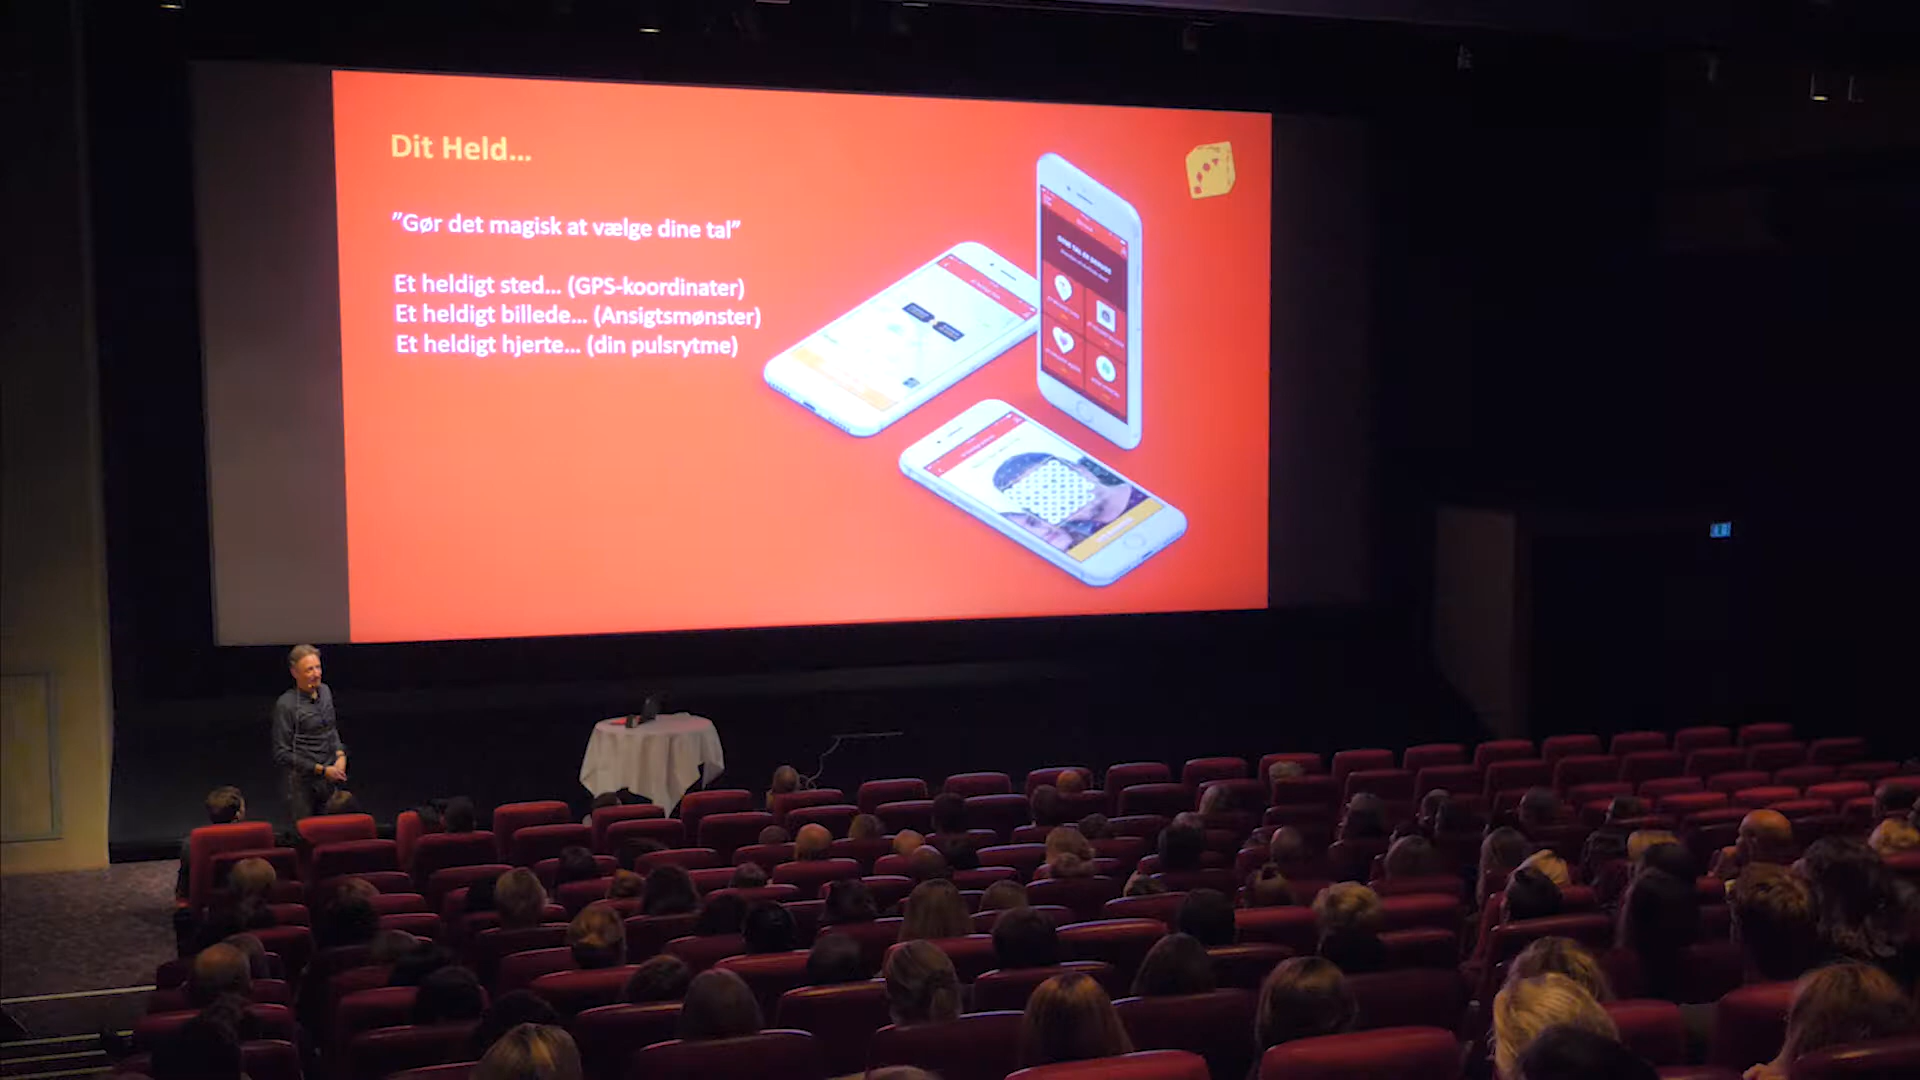 Dit Held...
”Gør det magisk at vælge dine tal”
Et heldigt sted... (GPS-koordinater)
Et heldigt billede... (Ansigtsmønster)
Et heldigt hjerte... (din pulsrytme)